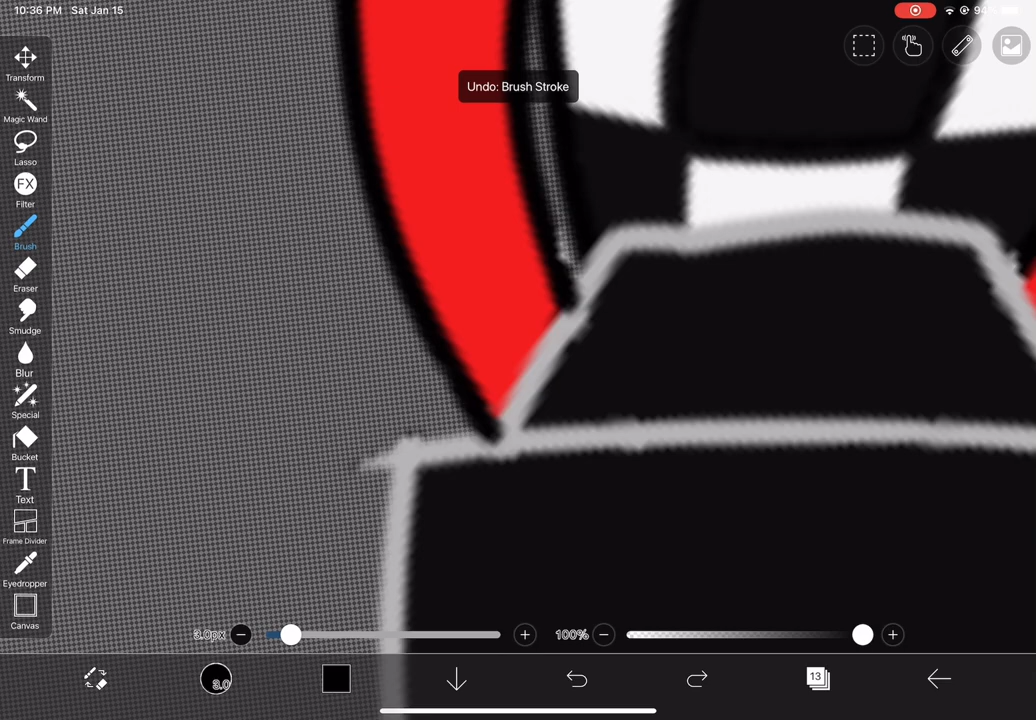 10:36 PM Sat Jan 15
94%
Undo: Brush Stroke
Transform
Magic Wand
Lasso
FX
Filter
Brush
Eraser
Smudge
Blur
Special
Bucket
T
Text
Frame Divider
Eyedropper
Canvas
3.0px
100%
3.0
13